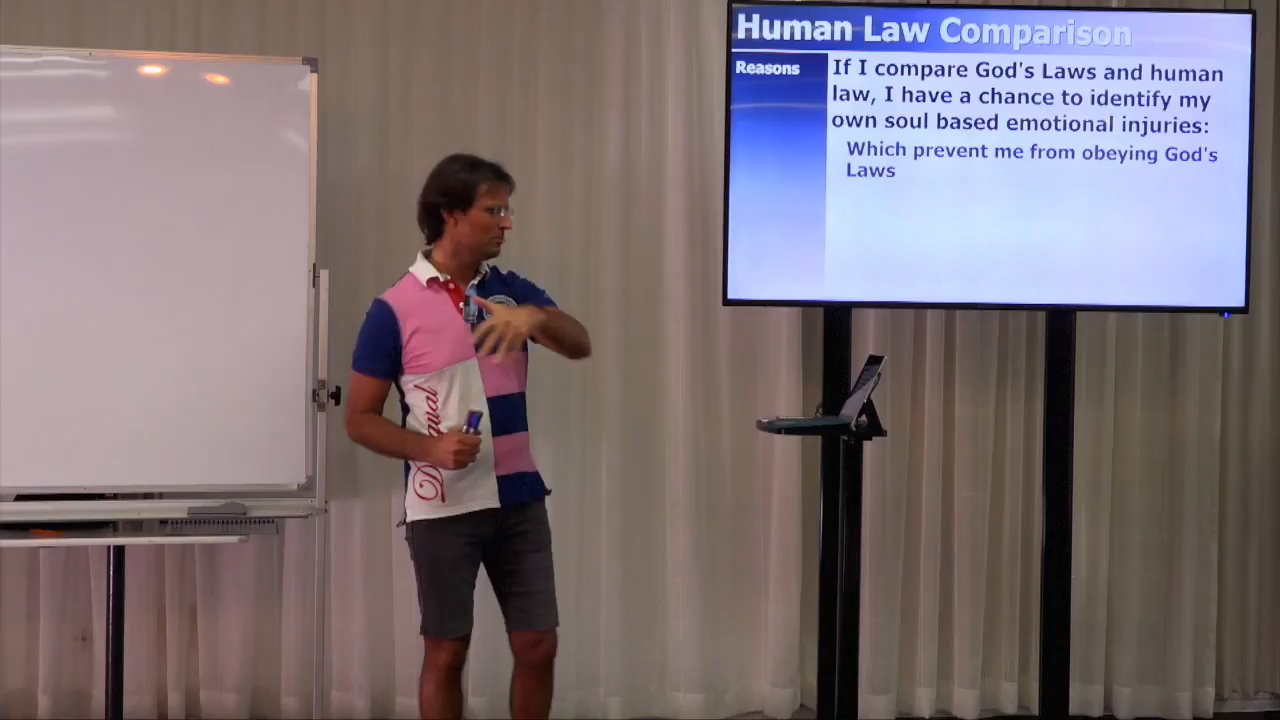 Human Law Comparison
Reasons
If I compare God's Laws and human
law, I have a chance to identify my
own soul based emotional injuries:
Which prevent me from obeying God's
Laws